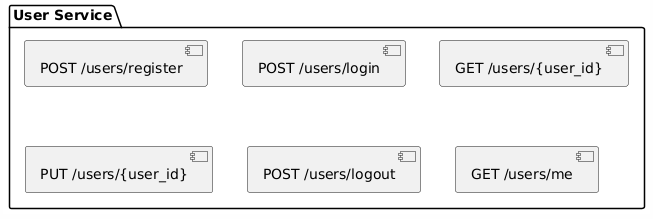 User Service
POST /users/register
POST /users/login
GET /users/{user_id}
PUT /users/{user_id}
POST /users/logout
GET /users/me